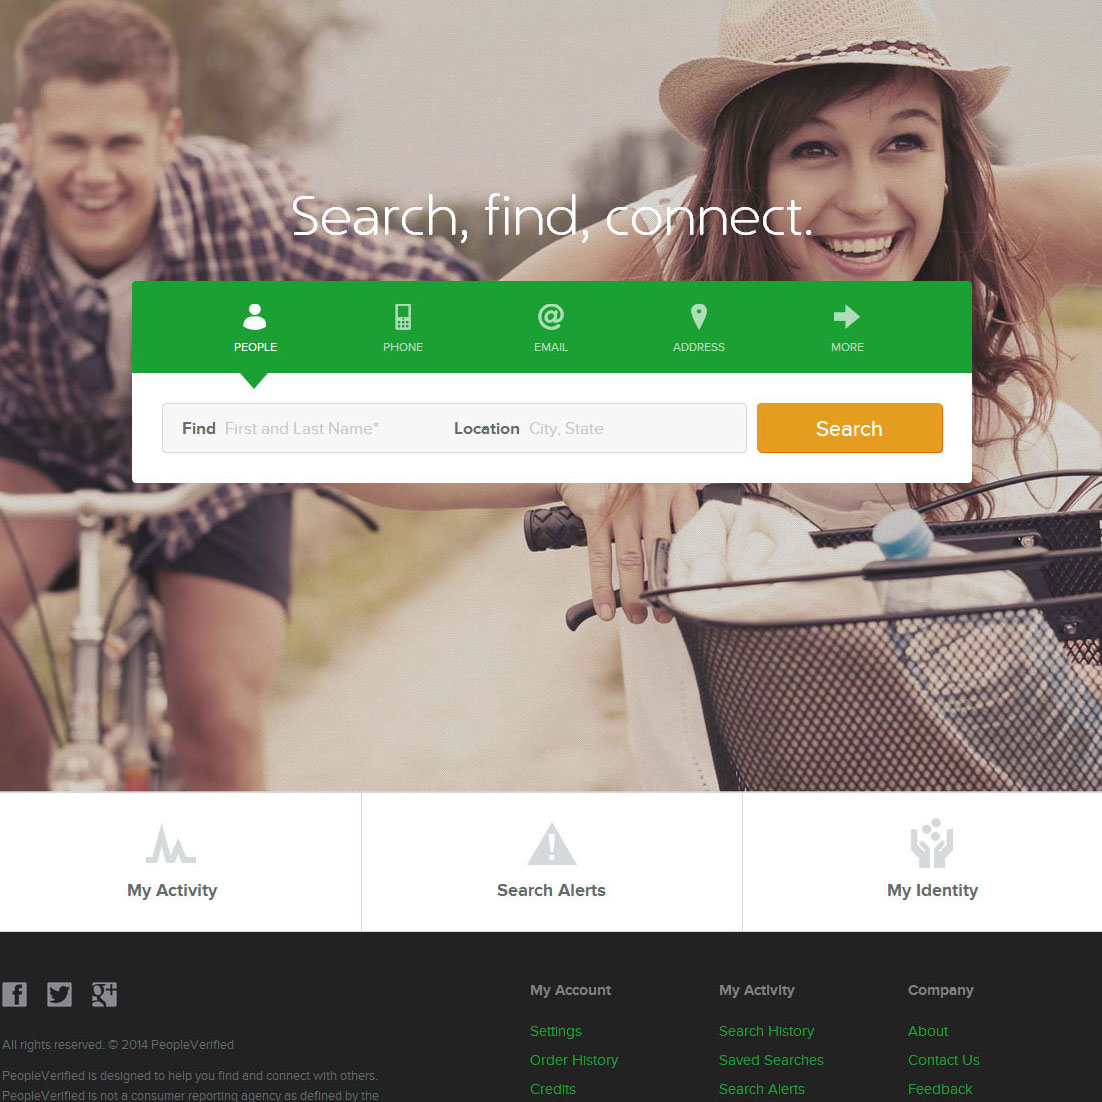 Search, find, connect.
PEOPLE
PHONE
EMAIL
ADDRESS
MORE
Find First and Last Name* Location City, State
Search
My Activity
Search Alerts
My Identity
My Account
Settings
Order History
Credits
My Activity
Search History
Saved Searches
Search Alerts
Company
About
Contact Us
Feedback
All rights reserved. © 2014 PeopleVerified
PeopleVerified is designed to help you find and connect with others.
PeopleVerified is not a consumer reporting agency as defined by the